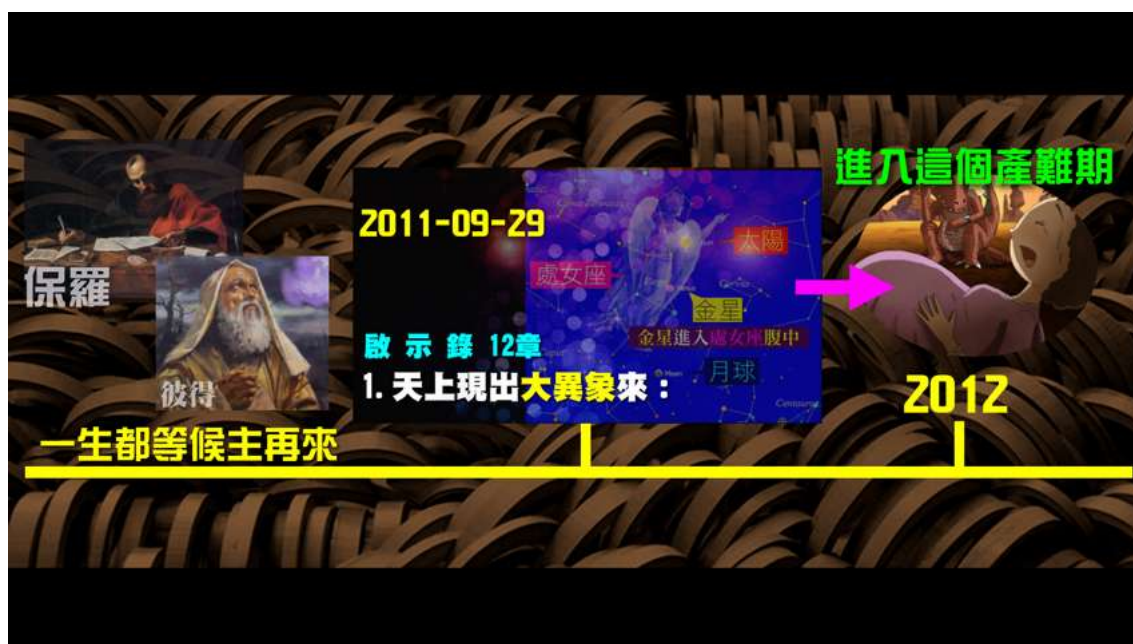 保羅
彼得
一生都等候主再來
2011-09-29
處女座
太陽
金星
金星進入處女座腹中
月球
Moon
啟示錄 12章
1. 天上現出大異象來：
進入這個產難期
2012